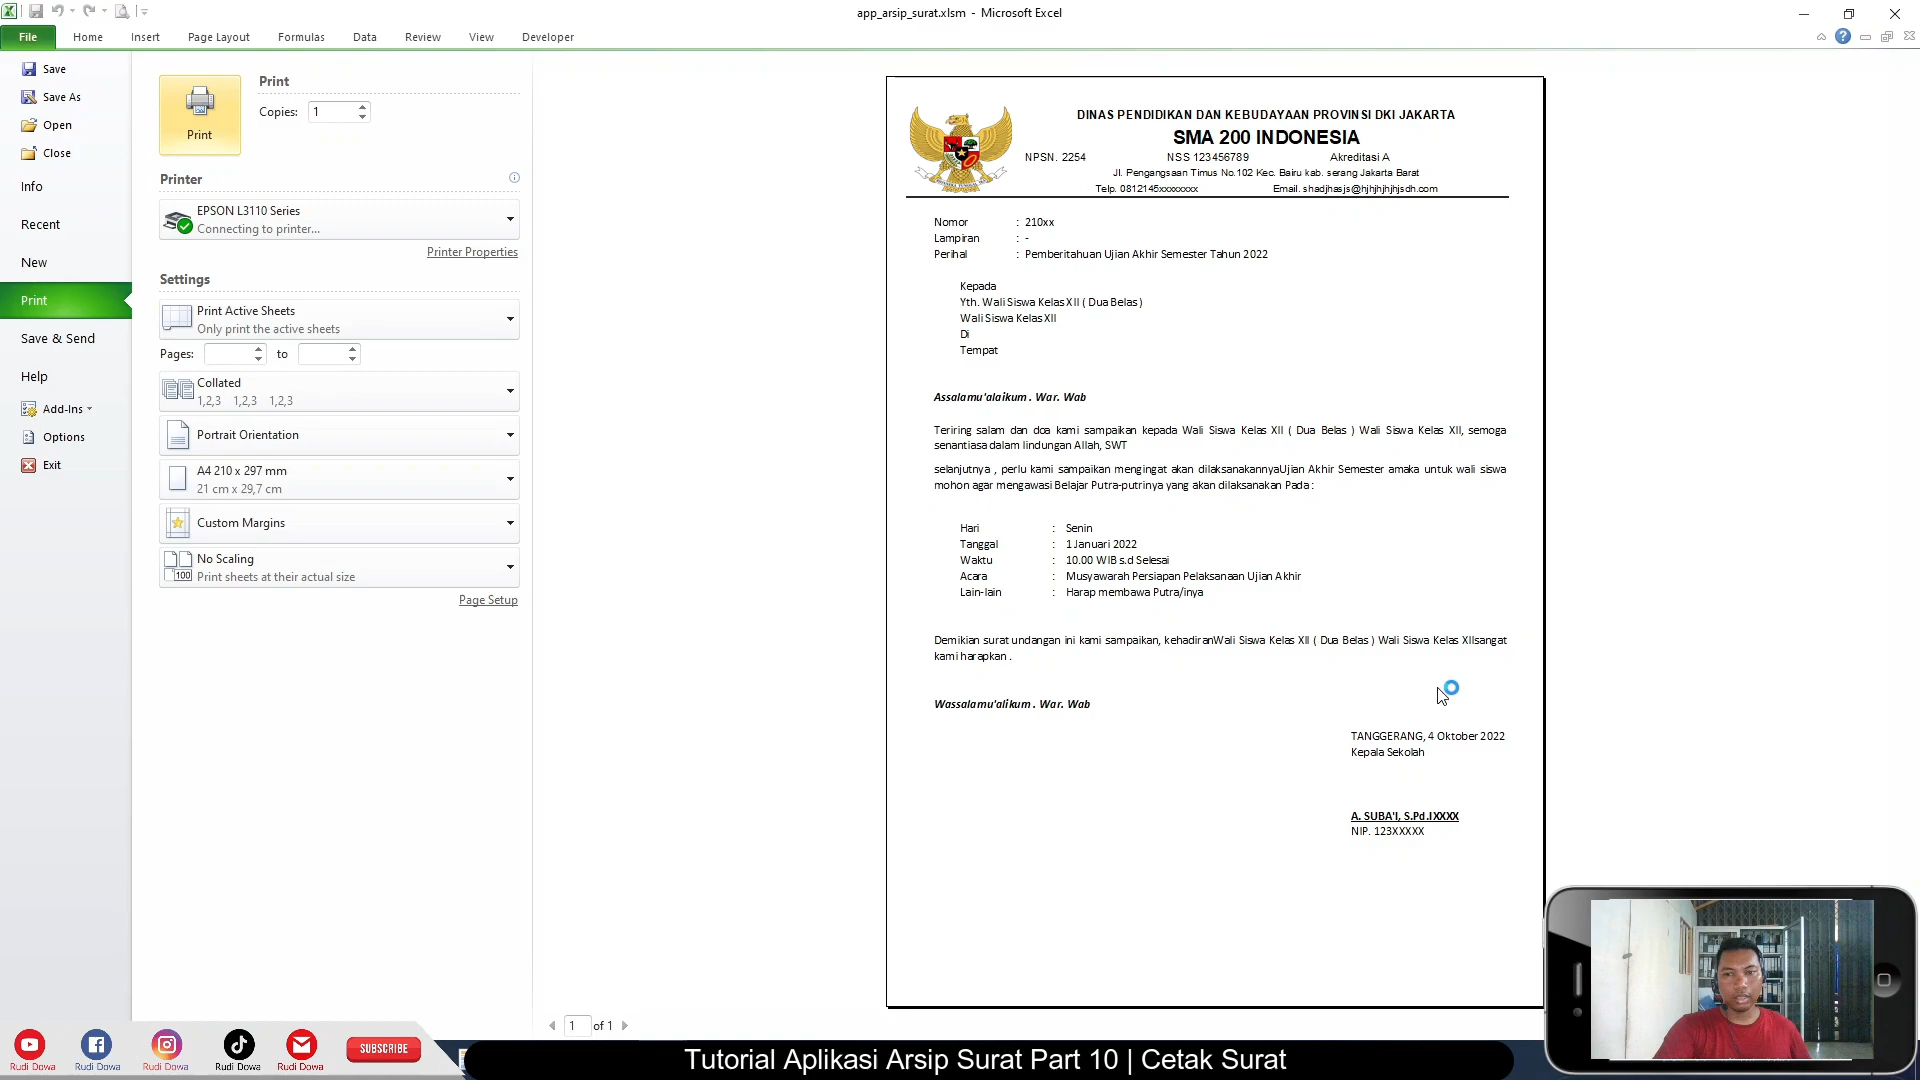 app_arsip_surat.xlsm - Microsoft Excel
File Home Insert Page Layout Formulas Data Review View Developer
Save
Save As
Open
Close
Info
Recent
New
Print
Save & Send
Help
Add-Ins
Options
Exit
Print
Print
Copies: 1
Printer
EPSON L3110 Series
Connecting to printer...
Printer Properties
Settings
Print Active Sheets
Only print the active sheets
Pages: to
Collated
1,2,3 1,2,3 1,2,3
Portrait Orientation
A4 210 x 297 mm
21 cm x 29,7 cm
Custom Margins
No Scaling
100 Print sheets at their actual size
Page Setup
DINAS PENDIDIKAN DAN KEBUDAYAAN PROVINSI DKI JAKARTA
SMA 200 INDONESIA
NPSN. 2254 NSS 123456789 Akreditasi A
Jl. Pengangsaan Timus No.102 Kec. Bairu kab. serang Jakarta Barat
Telp. 0812145xxxxxxxx Email. shadjhasjs@hjhjhjhjhjsdh.com
Nomor : 210xx
Lampiran : -
Perihal : Pemberitahuan Ujian Akhir Semester Tahun 2022
Kepada
Yth. Wali Siswa Kelas XII ( Dua Belas )
Wali Siswa Kelas XII
Di
Tempat
Assalamu'alaikum . War. Wab
Teriring salam dan doa kami sampaikan kepada Wali Siswa Kelas XII ( Dua Belas ) Wali Siswa Kelas XII, semoga
senantiasa dalam lindungan Allah, SWT
selanjutnya , perlu kami sampaikan mengingat akan dilaksanakannyaUjian Akhir Semester amaka untuk wali siswa
mohon agar mengawasi Belajar Putra-putrinya yang akan dilaksanakan Pada :
Hari : Senin
Tanggal : 1 Januari 2022
Waktu : 10.00 WIB s.d Selesai
Acara : Musyawarah Persiapan Pelaksanaan Ujian Akhir
Lain-lain : Harap membawa Putra/inya
Demikian surat undangan ini kami sampaikan, kehadiranWali Siswa Kelas XII ( Dua Belas ) Wali Siswa Kelas XIIsangat
kami harapkan .
Wassalamu'alikum . War. Wab
TANGGERANG, 4 Oktober 2022
Kepala Sekolah
A. SUBA'I, S.Pd.IXXXX
NIP. 123XXXXX
1 of 1
Rudi Dowa Rudi Dowa Rudi Dowa Rudi Dowa Rudi Dowa
SUBSCRIBE
Tutorial Aplikasi Arsip Surat Part 10 | Cetak Surat